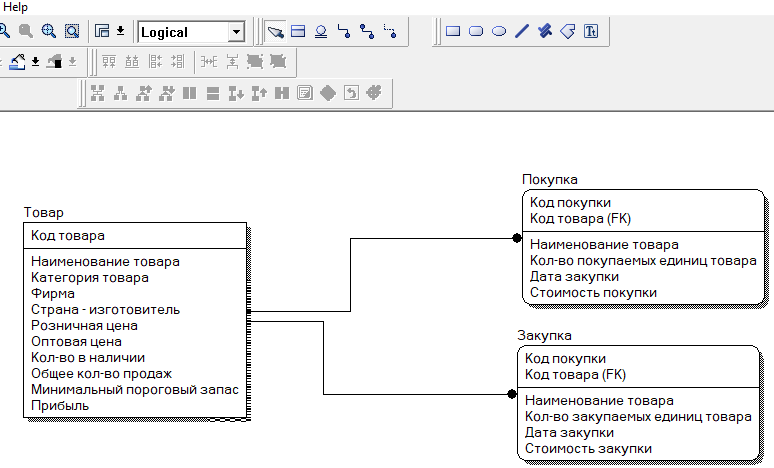 Help
Logical
Tt
Товар
Код товара
Наименование товара
Категория товара
Фирма
Страна - изготовитель
Розничная цена
Оптовая цена
Кол-во в наличии
Общее кол-во продаж
Минимальный пороговый запас
Прибыль
Покупка
Код покупки
Код товара (FK)
Наименование товара
Кол-во покупаемых единиц товара
Дата закупки
Стоимость покупки
Закупка
Код покупки
Код товара (FK)
Наименование товара
Кол-во закупаемых единиц товара
Дата закупки
Стоимость закупки